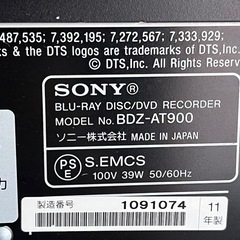 487,535; 7,392,195; 7,272,567; 7,333,929;
& DTS logos are trademarks of DTS, Inc.
DTS, Inc. All Rights
SONY
BLU-RAY DISC/DVD RECORDER
MODEL No. BDZ-AT900
ソニー株式会社 MADE IN JAPAN
PS
E
S.EMCS
100V 39W 50/60Hz
力
製造番号 1091074 11
年製